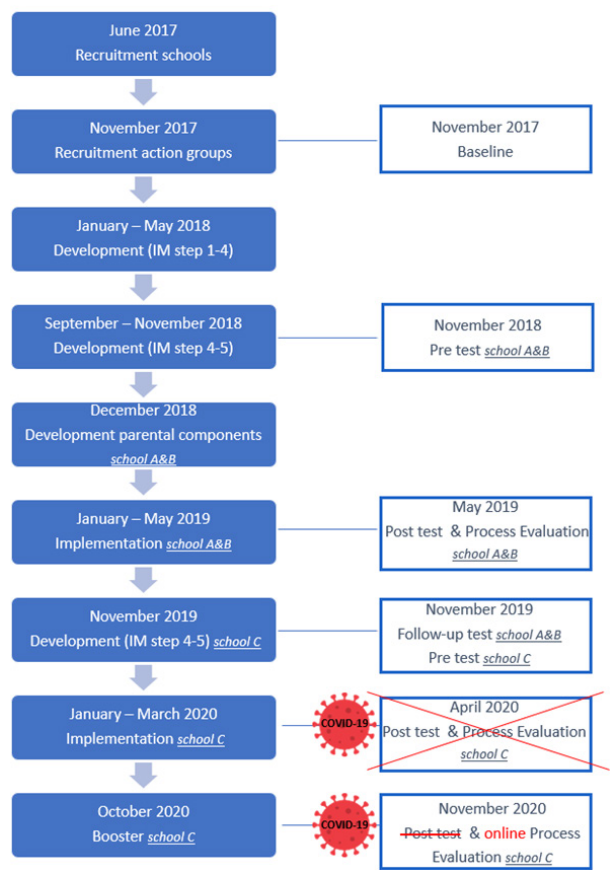 June 2017
Recruitment schools
November 2017
Recruitment action groups
November 2017
Baseline
January – May 2018
Development (IM step 1-4)
September – November 2018
Development (IM step 4-5)
November 2018
Pre test school A&B
December 2018
Development parental components
school A&B
January – May 2019
Implementation school A&B
May 2019
Post test & Process Evaluation
school A&B
November 2019
Development (IM step 4-5) school C
November 2019
Follow-up test school A&B
Pre test school C
January – March 2020
Implementation school C
COVID-19
April 2020
Post test & Process Evaluation
school C
October 2020
Booster school C
COVID-19
November 2020
Post test & online Process
Evaluation school C